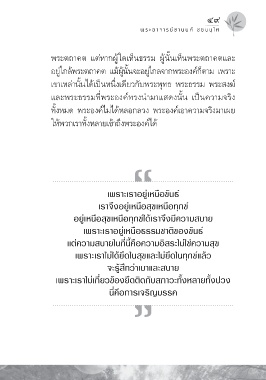 ๔๙
พระอาจารย์ชานนท์ ชยนนฺโท
พระตถาคต แต่หากผู้ใดเห็นธรรม ผู้นั้นเห็นพระตถาคตและ
อยู่ใกล้พระตถาคต แม้ผู้นั้นจะอยู่ไกลจากพระองค์ก็ตาม เพราะ
เราเหล่านั้นได้เป็นหนึ่งเดียวกับพระพุทธ พระธรรม พระสงฆ์
และพระธรรมที่พระองค์ทรงนำมาแสดงนั้น เป็นความจริง
ทั้งหมด พระองค์ไม่ได้หลอกลวง พระองค์เอาความจริงมาเผย
ให้พวกเราทั้งหลายเข้าถึงพระองค์ได้
“
เพราะเราอยู่เหนือขันธ์
เราจึงอยู่เหนือสุขเหนือทุกข์
อยู่เหนือสุขเหนือทุกข์ได้เราจึงมีความสบาย
เพราะเราอยู่เหนือธรรมชาติของขันธ์
แต่ความสบายในที่นี้คือความอิสระไม่ใช่ความสุข
เพราะเราไม่ได้ยึดในสุขและไม่ยึดในทุกข์แล้ว
จะรู้สึกว่าเบาและสบาย
เพราะเราไม่เกี่ยวข้องยึดติดกับสภาวะทั้งหลายทั้งปวง
นี่คือการเจริญมรรค
”